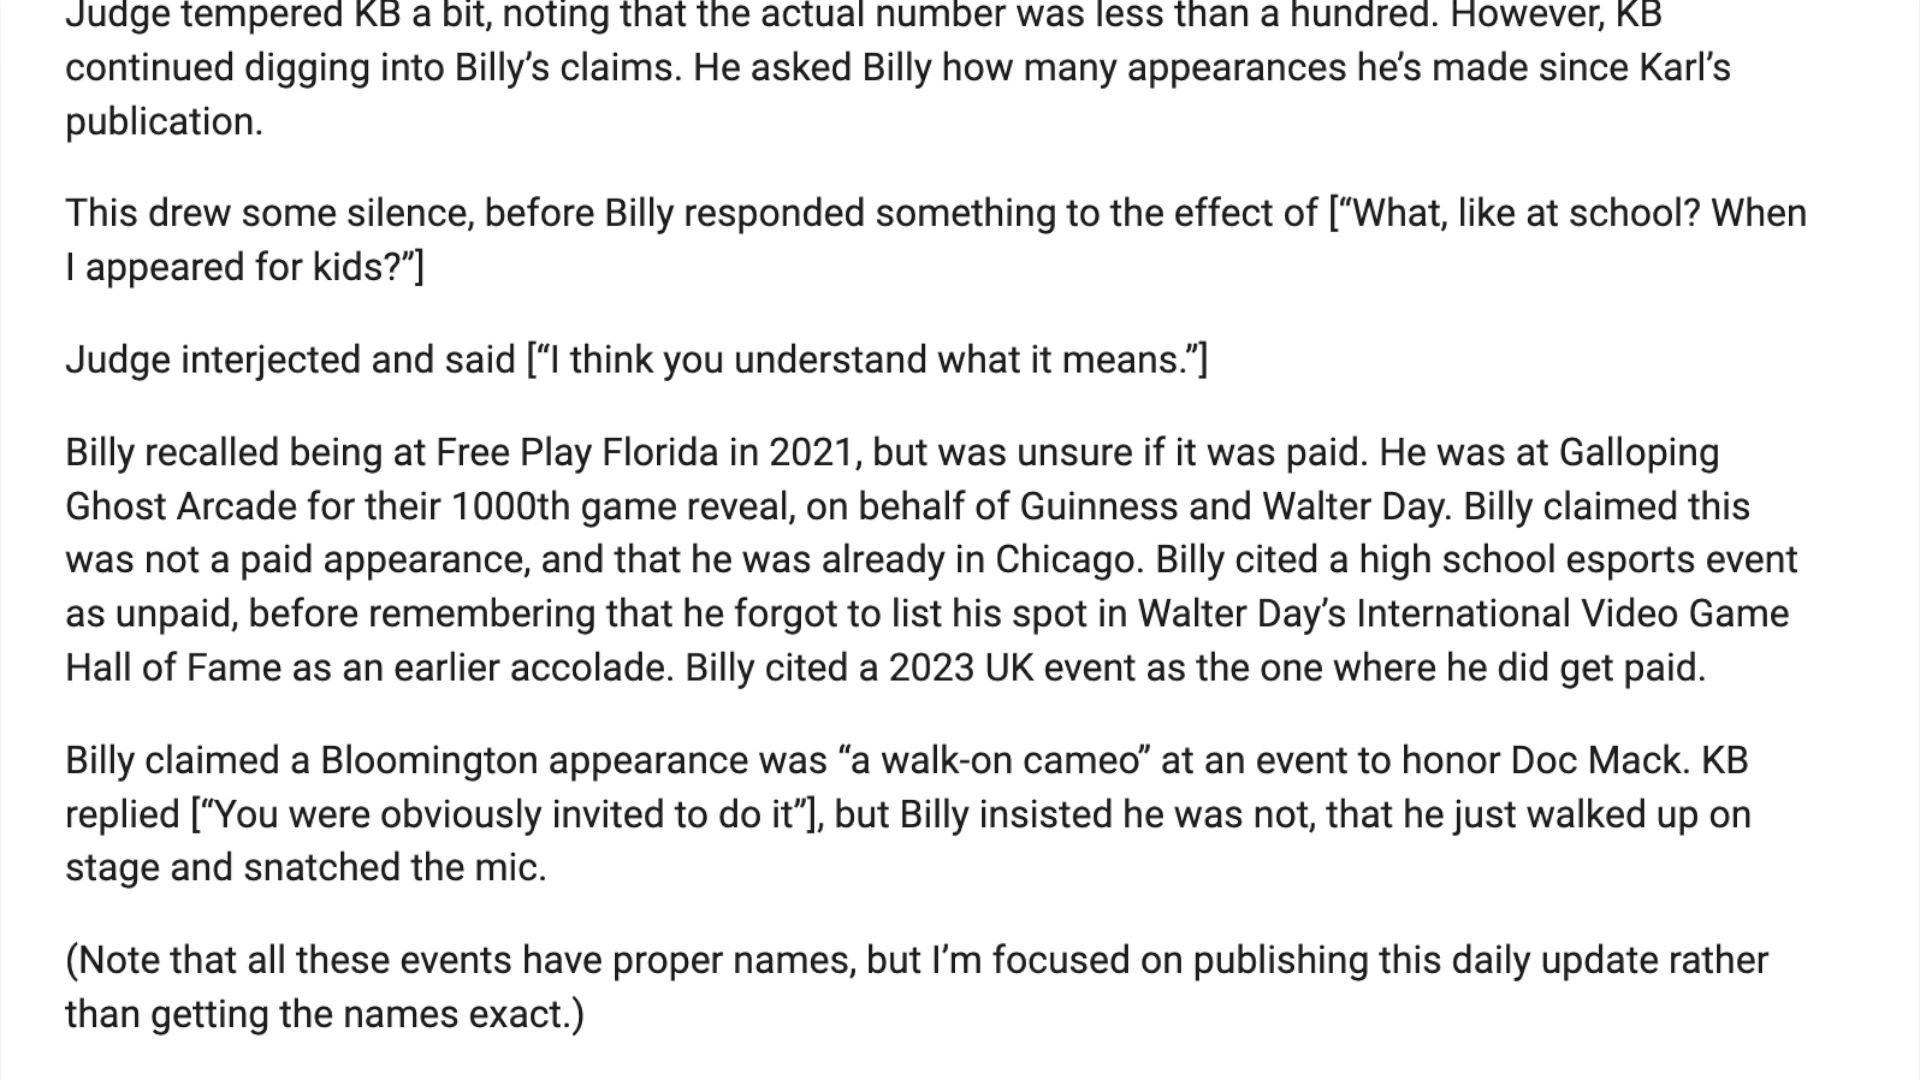 Judge tempered KB a bit, noting that the actual number was less than a hundred. However, KB
continued digging into Billy’s claims. He asked Billy how many appearances he’s made since Karl’s
publication.
This drew some silence, before Billy responded something to the effect of [“What, like at school? When
I appeared for kids?”]
Judge interjected and said [“I think you understand what it means.”]
Billy recalled being at Free Play Florida in 2021, but was unsure if it was paid. He was at Galloping
Ghost Arcade for their 1000th game reveal, on behalf of Guinness and Walter Day. Billy claimed this
was not a paid appearance, and that he was already in Chicago. Billy cited a high school esports event
as unpaid, before remembering that he forgot to list his spot in Walter Day’s International Video Game
Hall of Fame as an earlier accolade. Billy cited a 2023 UK event as the one where he did get paid.
Billy claimed a Bloomington appearance was “a walk-on cameo” at an event to honor Doc Mack. KB
replied [“You were obviously invited to do it”], but Billy insisted he was not, that he just walked up on
stage and snatched the mic.
(Note that all these events have proper names, but I’m focused on publishing this daily update rather
than getting the names exact.)